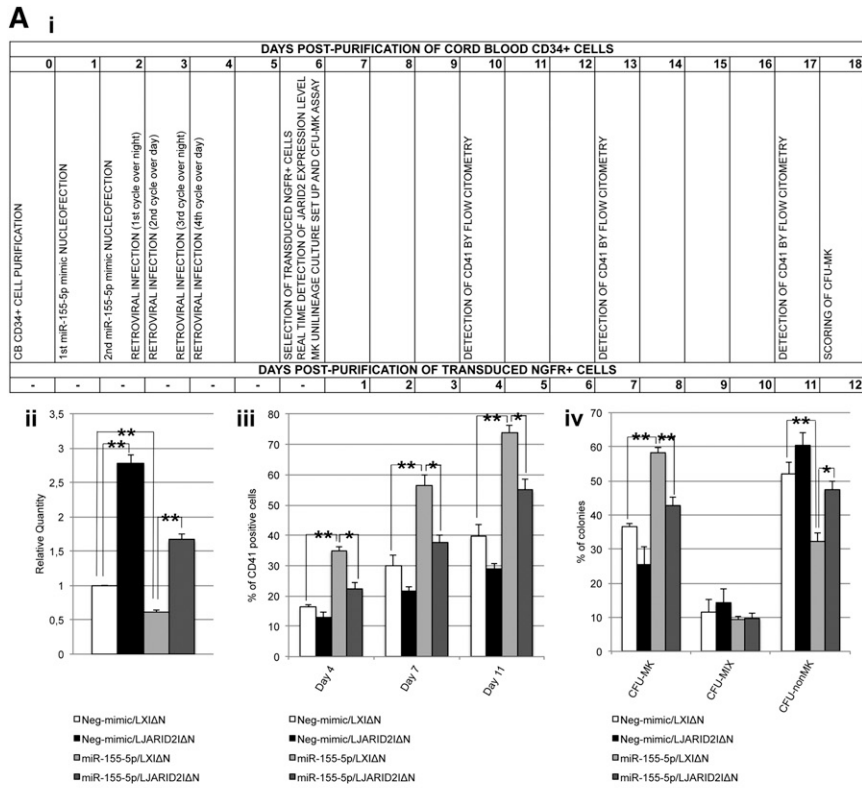 A
i
DAYS POST-PURIFICATION OF CORD BLOOD CD34+ CELLS
0 1 2 3 4 5 6 7 8 9 10 11 12 13 14 15 16 17 18
CB CD34+ CELL PURIFICATION
1st miR-155-5p mimic NUCLEOFECTION
2nd miR-155-5p mimic NUCLEOFECTION
RETROVIRAL INFECTION (1st cycle over night)
RETROVIRAL INFECTION (2nd cycle over day)
RETROVIRAL INFECTION (3rd cycle over night)
RETROVIRAL INFECTION (4th cycle over day)
SELECTION OF TRANSDUCED NGFR+ CELLS
REAL TIME DETECTION OF JARID2 EXPRESSION LEVEL
MK UNILINEAGE CULTURE SET UP AND CFU-MK ASSAY
DETECTION OF CD41 BY FLOW CITOMETRY
DETECTION OF CD41 BY FLOW CITOMETRY
DETECTION OF CD41 BY FLOW CITOMETRY
SCORING OF CFU-MK
DAYS POST-PURIFICATION OF TRANSDUCED NGFR+ CELLS
- - - - - - 1 2 3 4 5 6 7 8 9 10 11 12
ii
Relative Quantity
3,5
3
2,5
2
1,5
1
0,5
0
**
**
**
Neg-mimic/LXIΔN
Neg-mimic/LJARID2IΔN
miR-155-5p/LXIΔN
miR-155-5p/LJARID2IΔN
iii
% of CD41 positive cells
80
70
60
50
40
30
20
10
0
** *
** *
** *
Day 4
Day 7
Day 11
Neg-mimic/LXIΔN
Neg-mimic/LJARID2IΔN
miR-155-5p/LXIΔN
miR-155-5p/LJARID2IΔN
iv
% of colonies
70
60
50
40
30
20
10
0
** **
**
*
CFU-MK
CFU-MIX
CFU-nonMK
Neg-mimic/LXIΔN
Neg-mimic/LJARID2IΔN
miR-155-5p/LXIΔN
miR-155-5p/LJARID2IΔN